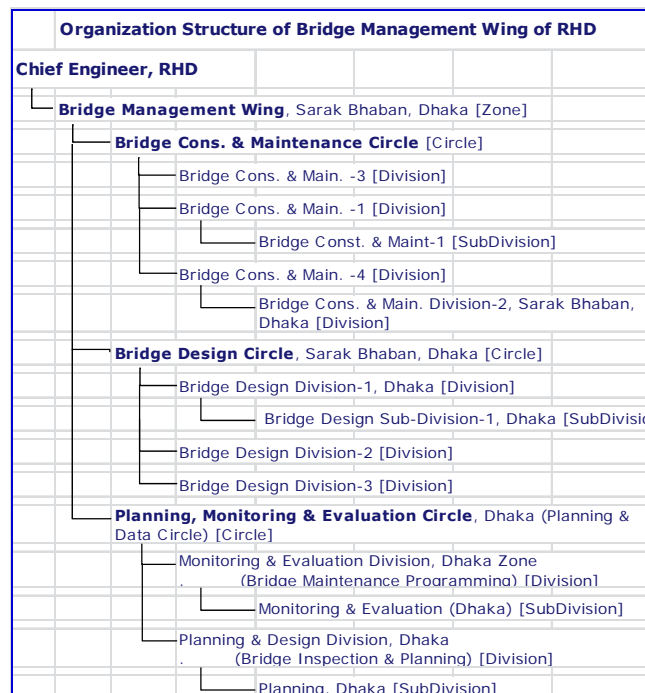 Organization Structure of Bridge Management Wing of RHD
Chief Engineer, RHD
Bridge Management Wing, Sarak Bhaban, Dhaka [Zone]
Bridge Cons. & Maintenance Circle [Circle]
Bridge Cons. & Main. -3 [Division]
Bridge Cons. & Main. -1 [Division]
Bridge Const. & Maint-1 [SubDivision]
Bridge Cons. & Main. -4 [Division]
Bridge Cons. & Main. Division-2, Sarak Bhaban,
Dhaka [Division]
Bridge Design Circle, Sarak Bhaban, Dhaka [Circle]
Bridge Design Division-1, Dhaka [Division]
Bridge Design Sub-Division-1, Dhaka [SubDivisio
Bridge Design Division-2 [Division]
Bridge Design Division-3 [Division]
Planning, Monitoring & Evaluation Circle, Dhaka (Planning &
Data Circle) [Circle]
Monitoring & Evaluation Division, Dhaka Zone
. (Bridge Maintenance Programming) [Division]
Monitoring & Evaluation (Dhaka) [SubDivision]
Planning & Design Division, Dhaka
. (Bridge Inspection & Planning) [Division]
Planning, Dhaka [SubDivision]